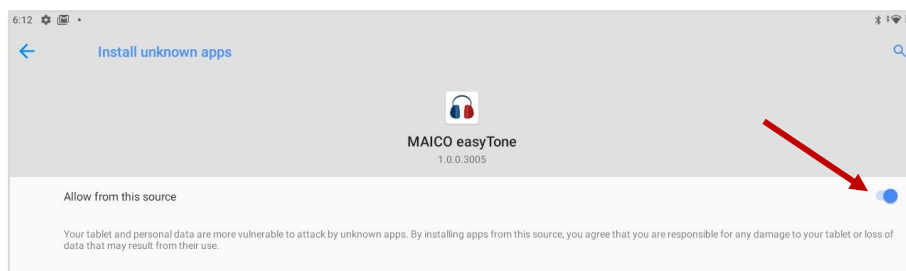 6:12
Install unknown apps
MAICO easyTone
1.0.0.3005
Allow from this source
Your tablet and personal data are more vulnerable to attack by unknown apps. By installing apps from this source, you agree that you are responsible for any damage to your tablet or loss of
data that may result from their use.